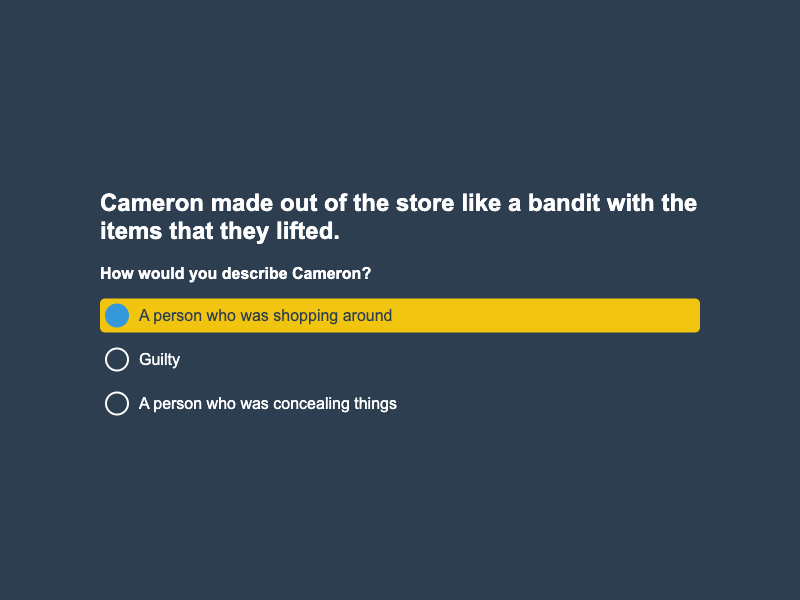 Cameron made out of the store like a bandit with the
items that they lifted.
How would you describe Cameron?
A person who was shopping around
Guilty
A person who was concealing things